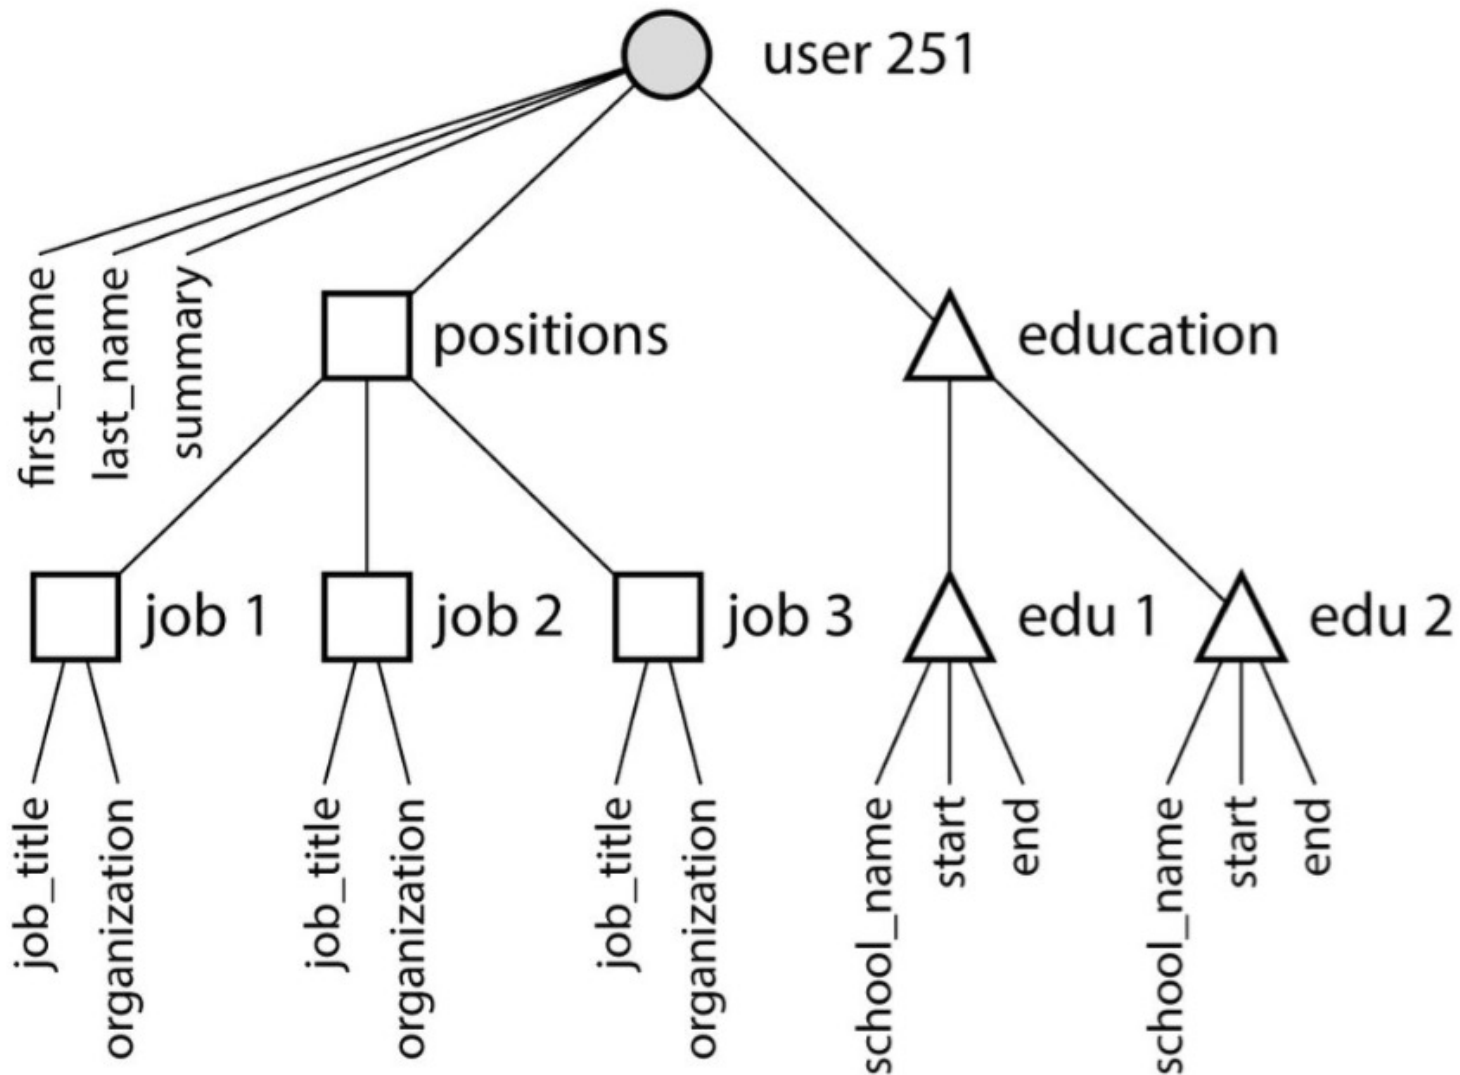 user 251
first_name
last_name
summary
positions
education
job 1
job 2
job 3
edu 1
edu 2
job_title
organization
job_title
organization
job_title
organization
school_name
start
end
school_name
start
end